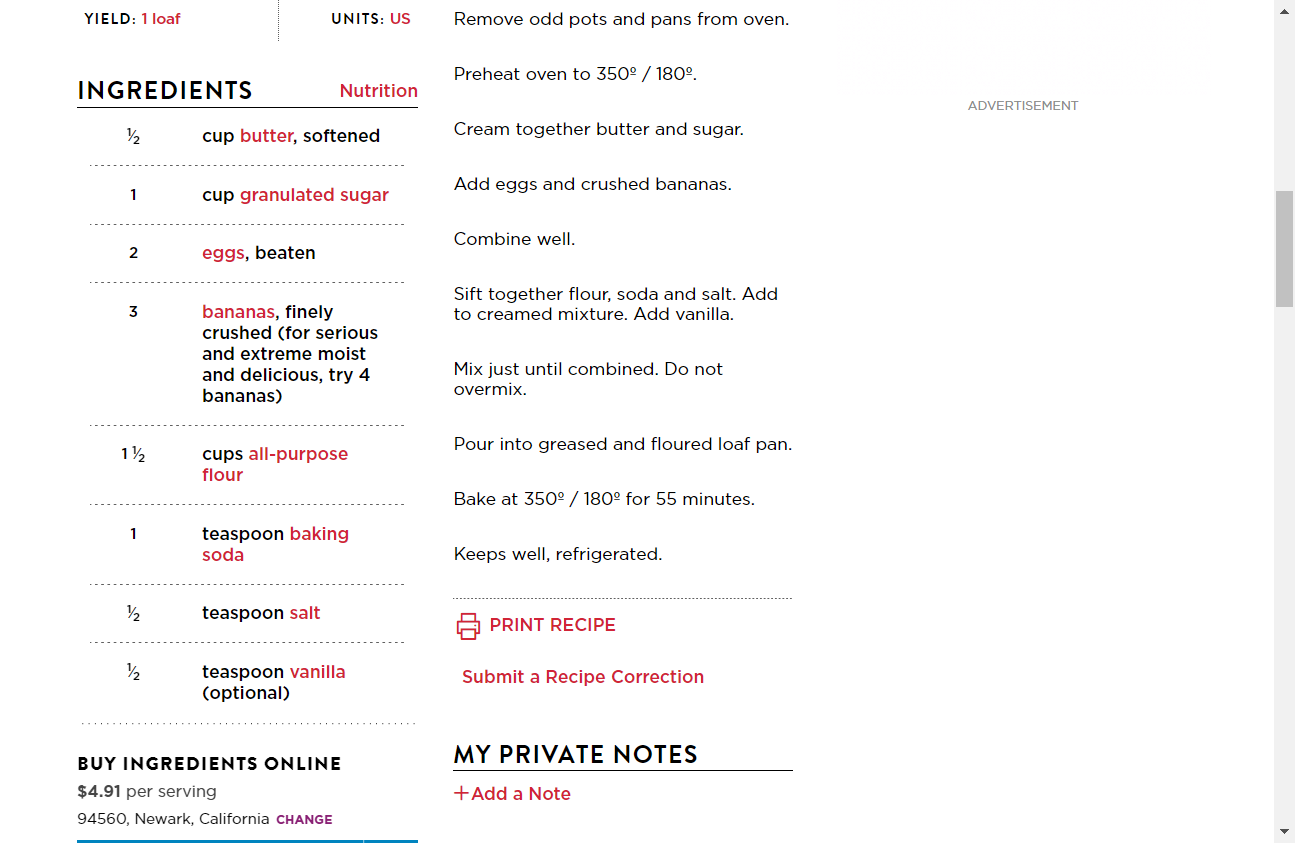 YIELD: 1 loaf
UNITS: US
INGREDIENTS
Nutrition
½ cup butter, softened
1 cup granulated sugar
2 eggs, beaten
3 bananas, finely
crushed (for serious
and extreme moist
and delicious, try 4
bananas)
1 ½ cups all-purpose
flour
1 teaspoon baking
soda
½ teaspoon salt
½ teaspoon vanilla
(optional)
BUY INGREDIENTS ONLINE
$4.91 per serving
94560, Newark, California CHANGE
Remove odd pots and pans from oven.
Preheat oven to 350º / 180º.
Cream together butter and sugar.
Add eggs and crushed bananas.
Combine well.
Sift together flour, soda and salt. Add
to creamed mixture. Add vanilla.
Mix just until combined. Do not
overmix.
Pour into greased and floured loaf pan.
Bake at 350º / 180º for 55 minutes.
Keeps well, refrigerated.
PRINT RECIPE
Submit a Recipe Correction
MY PRIVATE NOTES
+Add a Note
ADVERTISEMENT